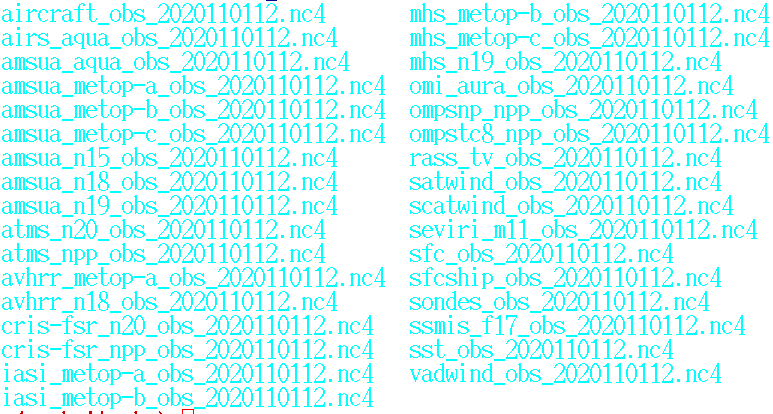 aircraft_obs_2020110112.nc4 mhs_metop-b_obs_2020110112.nc4
airs_aqua_obs_2020110112.nc4 mhs_metop-c_obs_2020110112.nc4
amsua_aqua_obs_2020110112.nc4 mhs_n19_obs_2020110112.nc4
amsua_metop-a_obs_2020110112.nc4 omi_aura_obs_2020110112.nc4
amsua_metop-b_obs_2020110112.nc4 ompsnp_npp_obs_2020110112.nc4
amsua_metop-c_obs_2020110112.nc4 ompstc8_npp_obs_2020110112.nc4
amsua_n15_obs_2020110112.nc4 rass_tv_obs_2020110112.nc4
amsua_n18_obs_2020110112.nc4 satwind_obs_2020110112.nc4
amsua_n19_obs_2020110112.nc4 scatwind_obs_2020110112.nc4
atms_n20_obs_2020110112.nc4 seviri_m11_obs_2020110112.nc4
atms_npp_obs_2020110112.nc4 sfc_obs_2020110112.nc4
avhrr_metop-a_obs_2020110112.nc4 sfcship_obs_2020110112.nc4
avhrr_n18_obs_2020110112.nc4 sondes_obs_2020110112.nc4
cris-fsr_n20_obs_2020110112.nc4 ssmis_f17_obs_2020110112.nc4
cris-fsr_npp_obs_2020110112.nc4 sst_obs_2020110112.nc4
iasi_metop-a_obs_2020110112.nc4 vadwind_obs_2020110112.nc4
iasi_metop-b_obs_2020110112.nc4